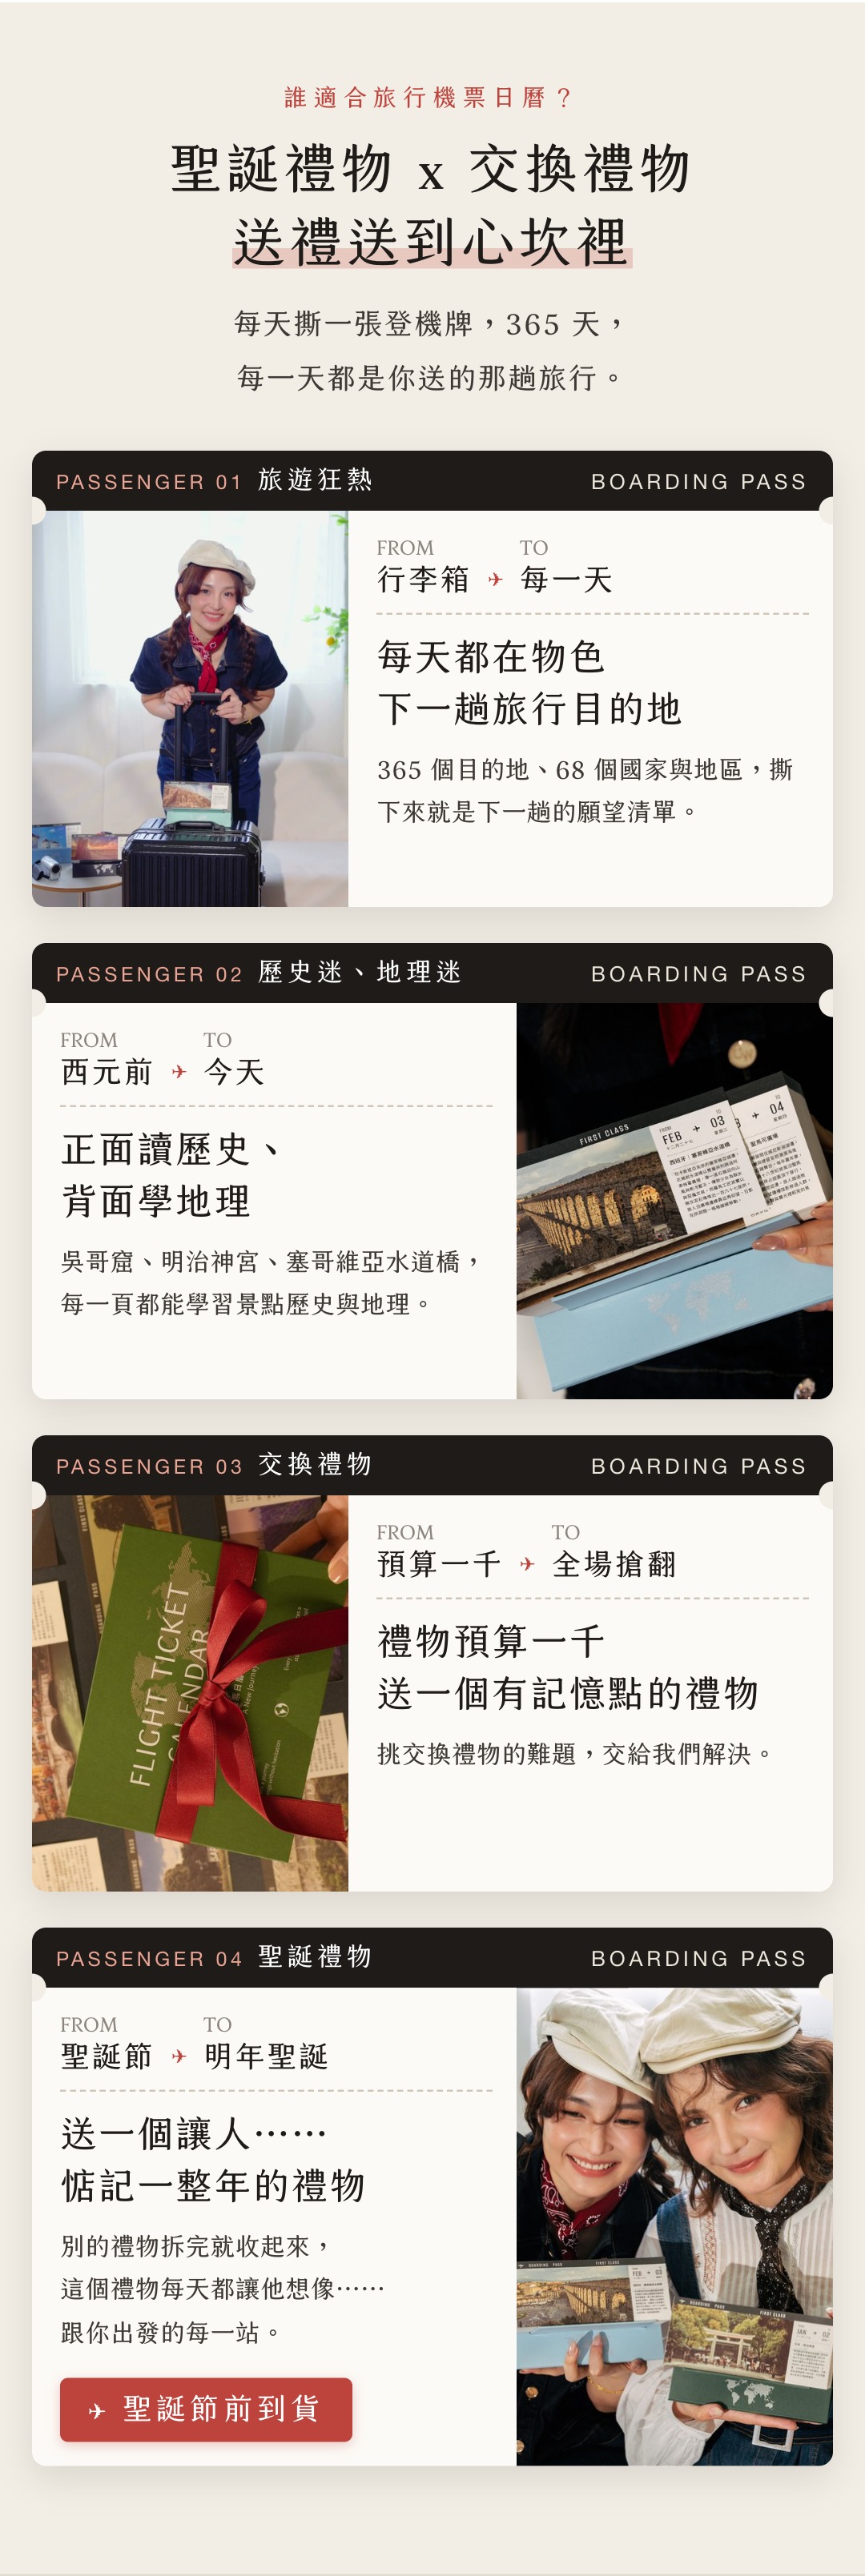 誰適合旅行機票日曆？
聖誕禮物 x 交換禮物
送禮送到心坎裡
每天撕一張登機牌，365 天，
每一天都是你送的那趟旅行。
PASSENGER 01 旅遊狂熱 BOARDING PASS
FROM TO
行李箱 ✈ 每一天
每天都在物色
下一趟旅行目的地
365 個目的地、68 個國家與地區，撕
下來就是下一趟的願望清單。
PASSENGER 02 歷史迷、地理迷 BOARDING PASS
FROM TO
西元前 ✈ 今天
正面讀歷史、
背面學地理
吳哥窟、明治神宮、塞哥維亞水道橋，
每一頁都能學習景點歷史與地理。
FIRST CLASS
FEB 03
04
PASSENGER 03 交換禮物 BOARDING PASS
FROM TO
預算一千 ✈ 全場搶翻
禮物預算一千
送一個有記憶點的禮物
挑交換禮物的難題，交給我們解決。
FLIGHT TICKET
CALENDAR
PASSENGER 04 聖誕禮物 BOARDING PASS
FROM TO
聖誕節 ✈ 明年聖誕
送一個讓人⋯⋯
惦記一整年的禮物
別的禮物拆完就收起來，
這個禮物每天都讓他想像⋯⋯
跟你出發的每一站。
✈ 聖誕節前到貨
BOARDING PASS FIRST CLASS
FEB 03
BOARDING PASS FIRST CLASS
JAN 02